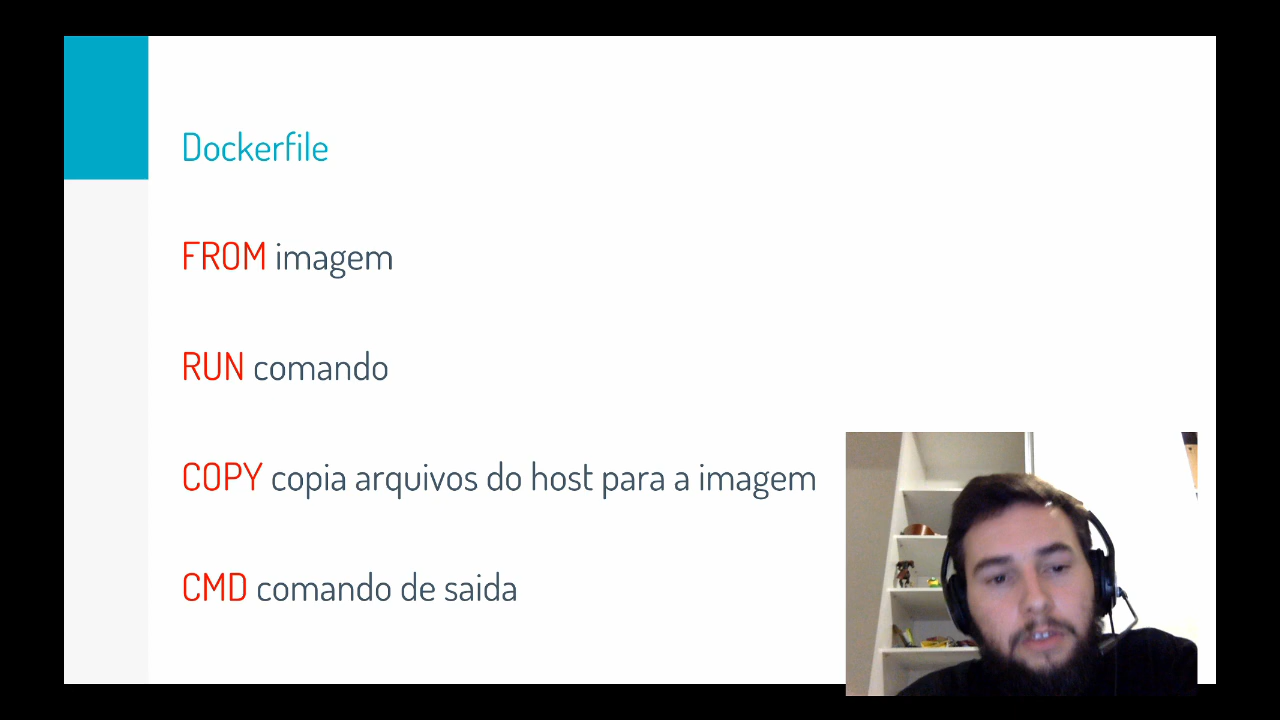 Dockerfile
FROM imagem
RUN comando
COPY copia arquivos do host para a imagem
CMD comando de saida